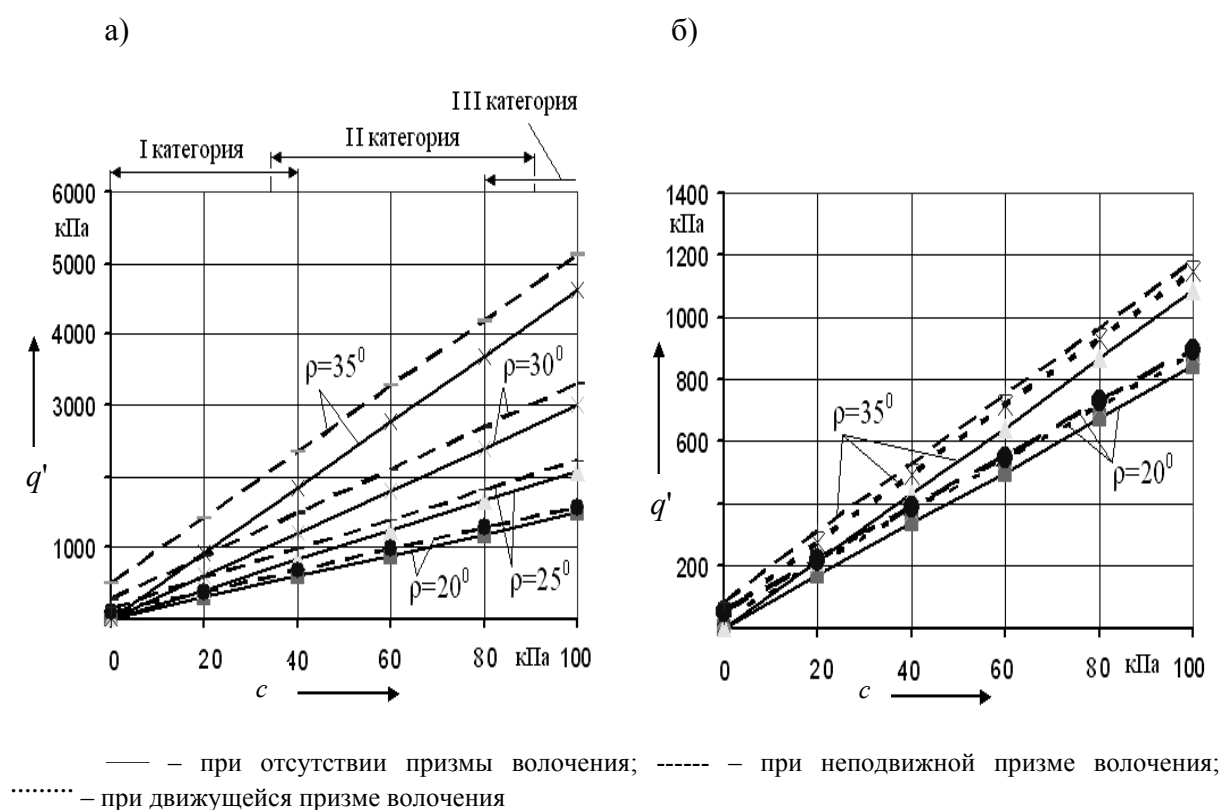 а)
б)
III категория
I категория
II категория
6000
кПа
5000
4000
3000
1000
q'
ρ=35⁰
ρ=30⁰
ρ=20⁰
ρ=25⁰
0 20 40 60 80 кПа 100
c
1400
кПа
1200
1000
800
600
400
200
q'
ρ=35⁰
ρ=20⁰
0 20 40 60 80 кПа 100
c
—— – при отсутствии призмы волочения; ------ – при неподвижной призме волочения;
········· – при движущейся призме волочения